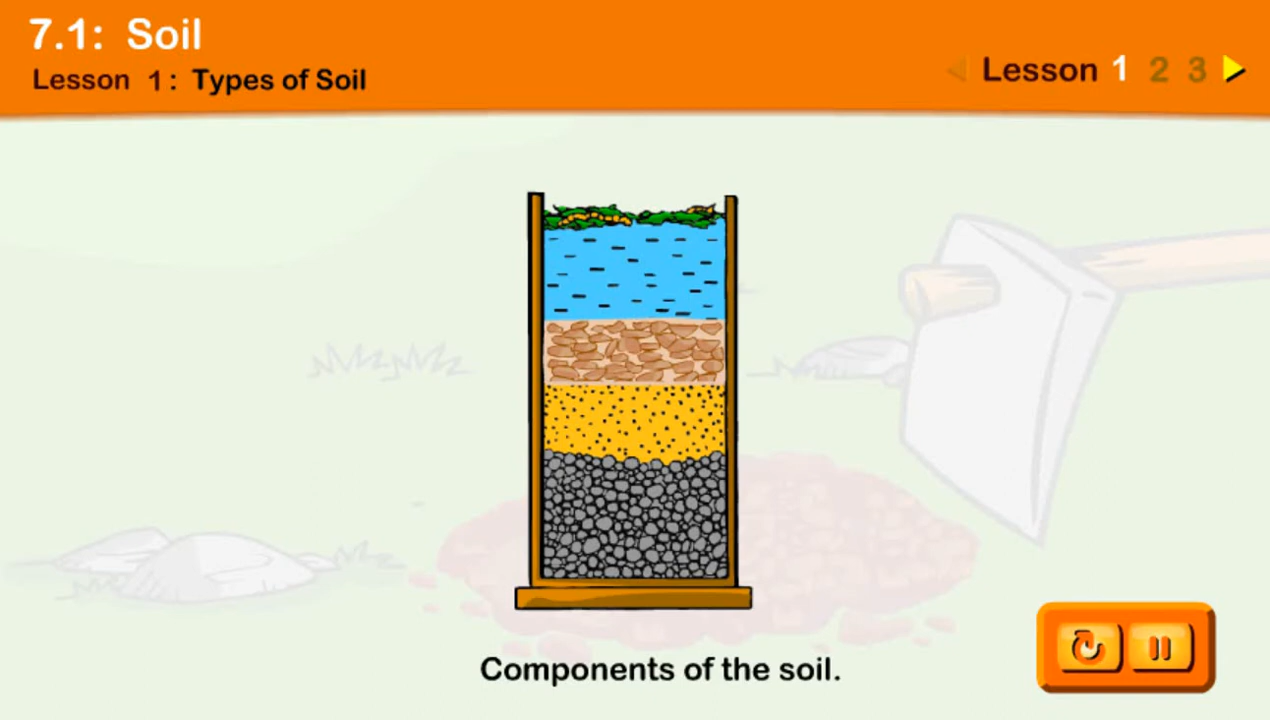 7.1: Soil
Lesson 1: Types of Soil
Lesson 1 2 3
Components of the soil.